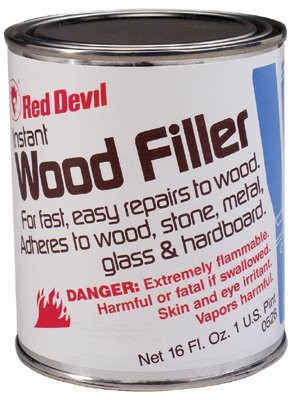 Red Devil
Instant
Wood Filler
For fast, easy repairs to wood.
Adheres to wood, stone, metal,
glass & hardboard.
DANGER: Extremely flammable.
Harmful or fatal if swallowed.
Skin and eye irritant.
Vapors harmful.
Net 16 Fl. Oz. 1 U.S. Pint
0528